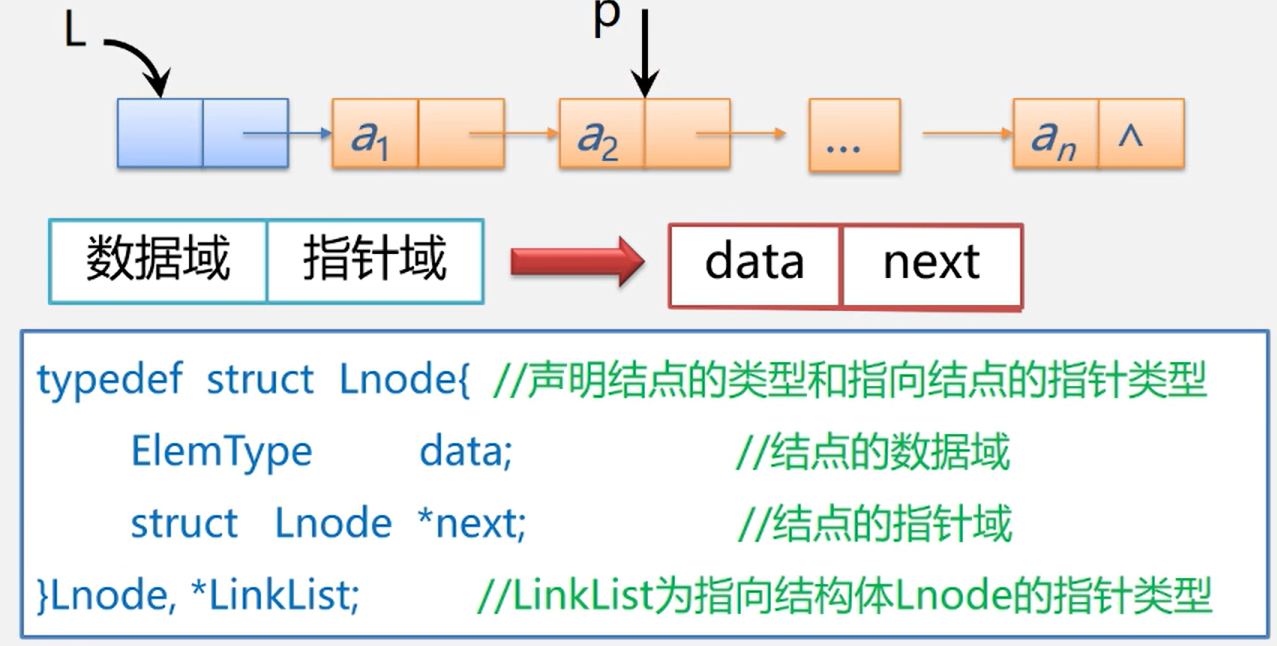 L
p
a1 a2 ... an ∧
数据域 指针域 data next
typedef struct Lnode{ //声明结点的类型和指向结点的指针类型
ElemType data; //结点的数据域
struct Lnode *next; //结点的指针域
}Lnode, *LinkList; //LinkList为指向结构体Lnode的指针类型